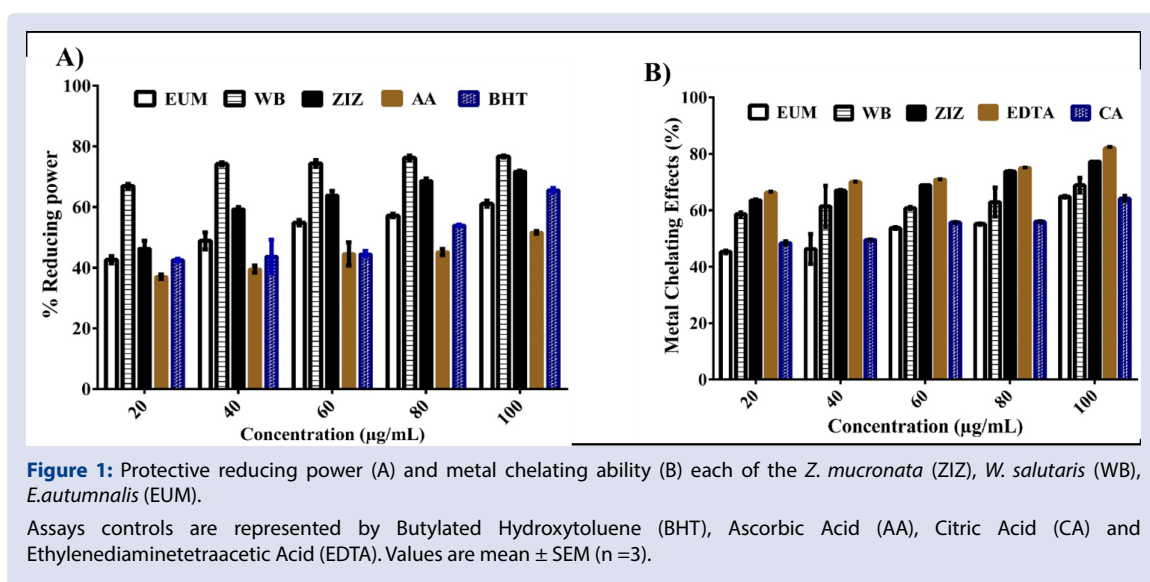 A)
100
80
60
40
20
0
% Reducing power
EUM WB ZIZ AA BHT
20 40 60 80 100
Concentration (µg/mL)
B)
100
80
60
40
20
0
Metal Chelating Effects (%)
EUM WB ZIZ EDTA CA
20 40 60 80 100
Concentration (µg/mL)
Figure 1: Protective reducing power (A) and metal chelating ability (B) each of the Z. mucronata (ZIZ), W. salutaris (WB),
E.autumnalis (EUM).
Assays controls are represented by Butylated Hydroxytoluene (BHT), Ascorbic Acid (AA), Citric Acid (CA) and
Ethylenediaminetetraacetic Acid (EDTA). Values are mean ± SEM (n =3).